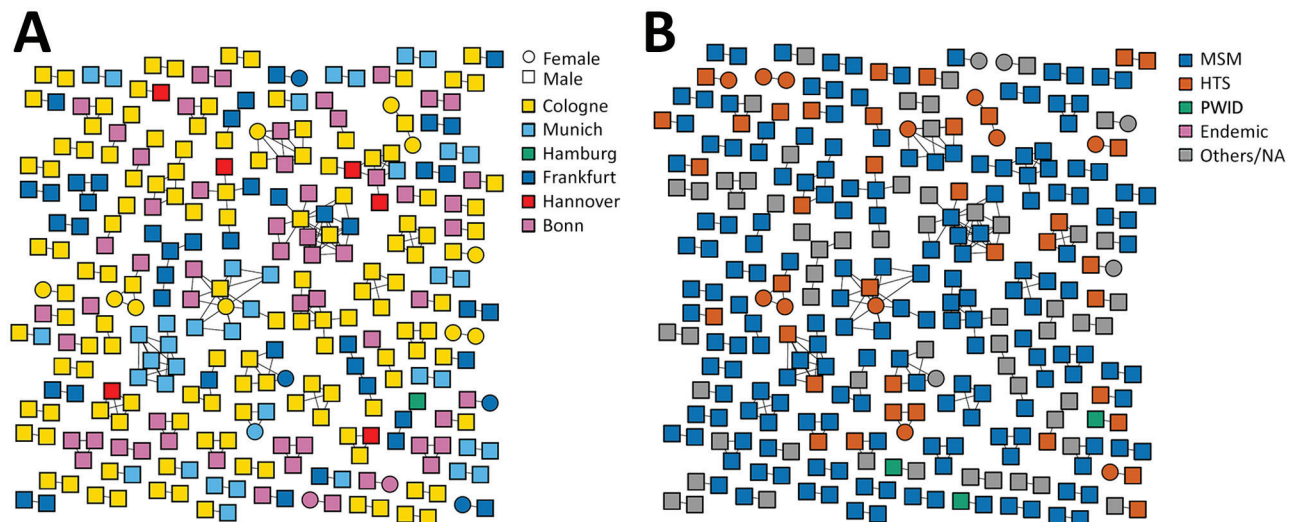 A
Female
Male
Cologne
Munich
Hamburg
Frankfurt
Hannover
Bonn
B
MSM
HTS
PWID
Endemic
Others/NA